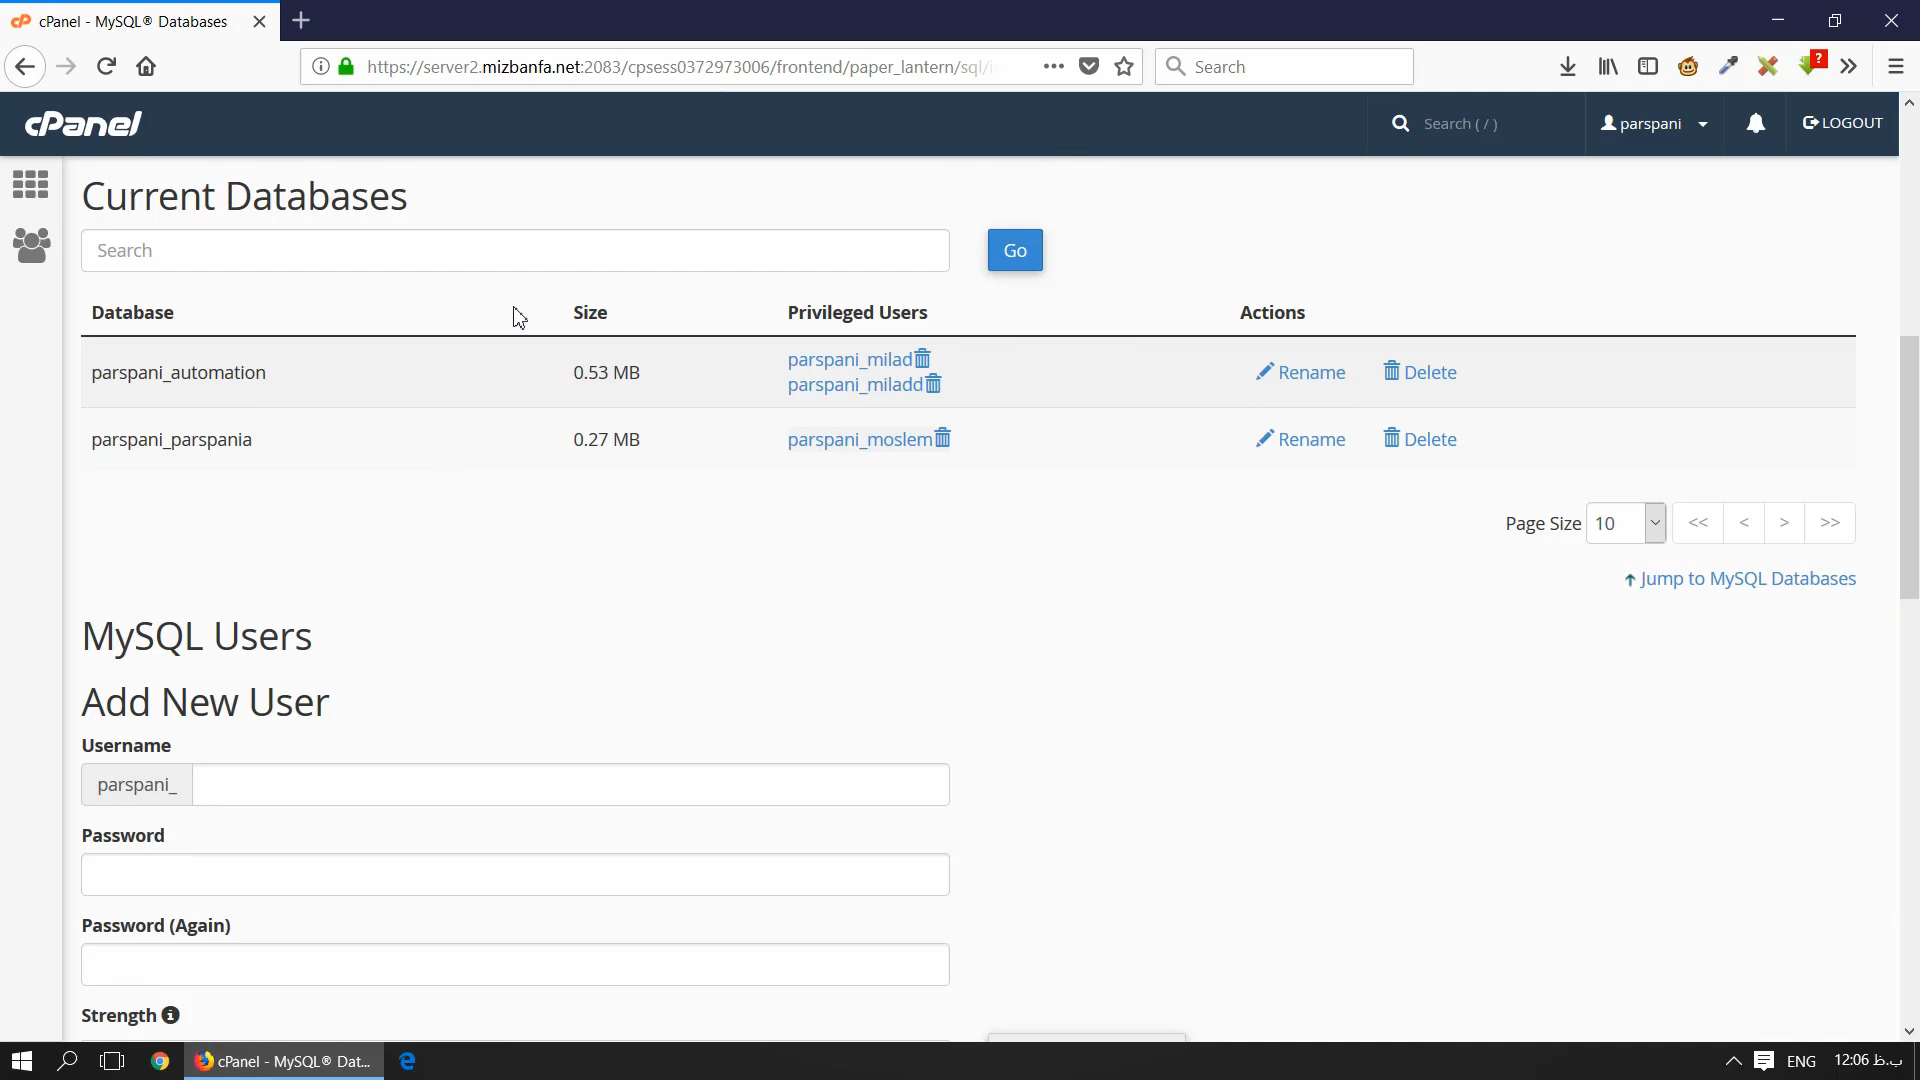 cPanel - MySQL® Databases
https://server2.mizbanfa.net:2083/cpsess0372973006/frontend/paper_lantern/sql/i
Search
?
cPanel
Search ( / )
parspani
LOGOUT
Current Databases
Search
Go
Database Size Privileged Users Actions
parspani_automation 0.53 MB parspani_milad Rename Delete
parspani_miladd
parspani_parspania 0.27 MB parspani_moslem Rename Delete
Page Size 10 << < > >>
Jump to MySQL Databases
MySQL Users
Add New User
Username
parspani_
Password
Password (Again)
Strength
cPanel - MySQL® Dat...
ENG
12:06 ب.ظ